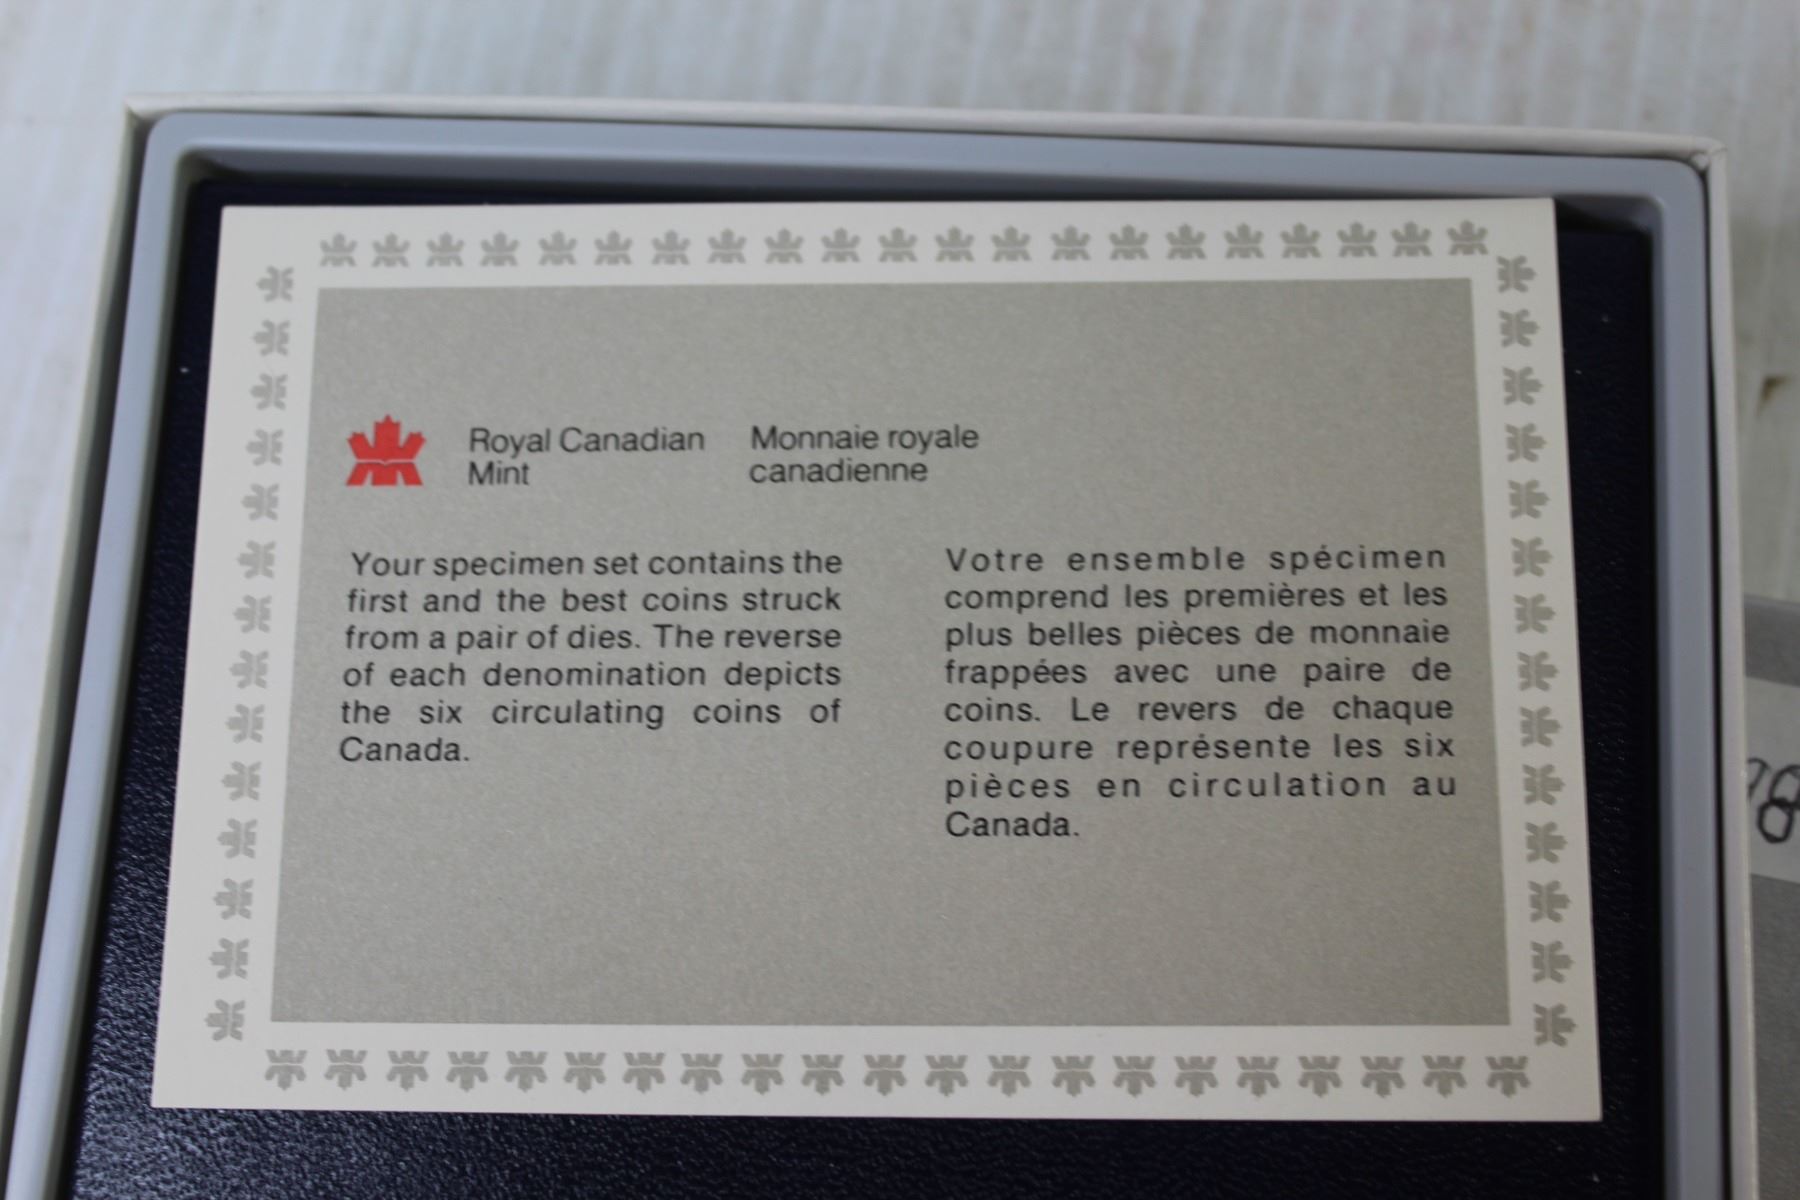 Royal Canadian
Mint
Monnaie royale
canadienne
Your specimen set contains the
first and the best coins struck
from a pair of dies. The reverse
of each denomination depicts
the six circulating coins of
Canada.
Votre ensemble spécimen
comprend les premières et les
plus belles pièces de monnaie
frappées avec une paire de
coins. Le revers de chaque
coupure représente les six
pièces en circulation au
Canada.